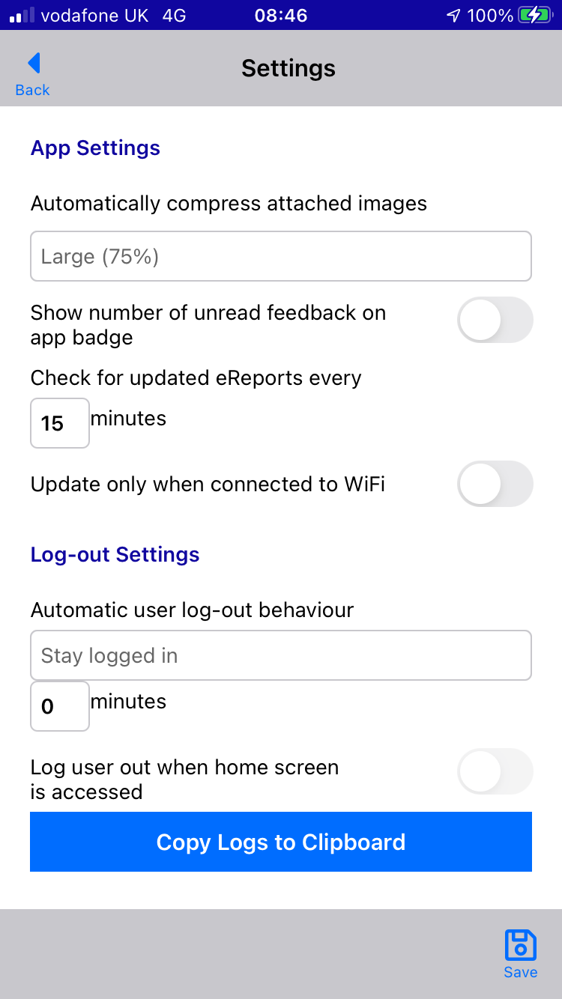 vodafone UK 4G 08:46 100%
Settings
Back
App Settings
Automatically compress attached images
Large (75%)
Show number of unread feedback on
app badge
Check for updated eReports every
15 minutes
Update only when connected to WiFi
Log-out Settings
Automatic user log-out behaviour
Stay logged in
0 minutes
Log user out when home screen
is accessed
Copy Logs to Clipboard
Save